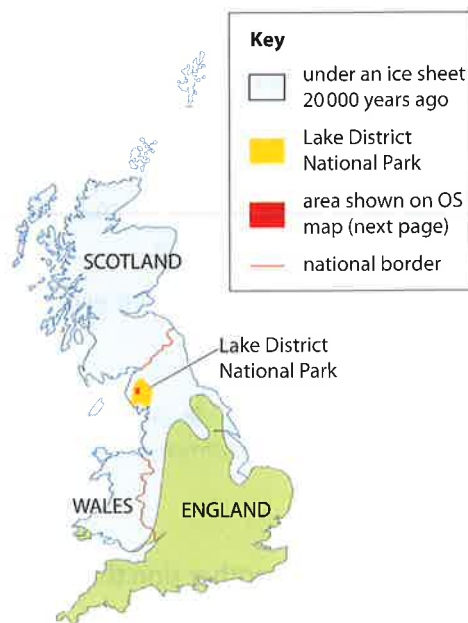 Key
under an ice sheet
20 000 years ago
Lake District
National Park
area shown on OS
map (next page)
national border
SCOTLAND
Lake District
National Park
WALES
ENGLAND